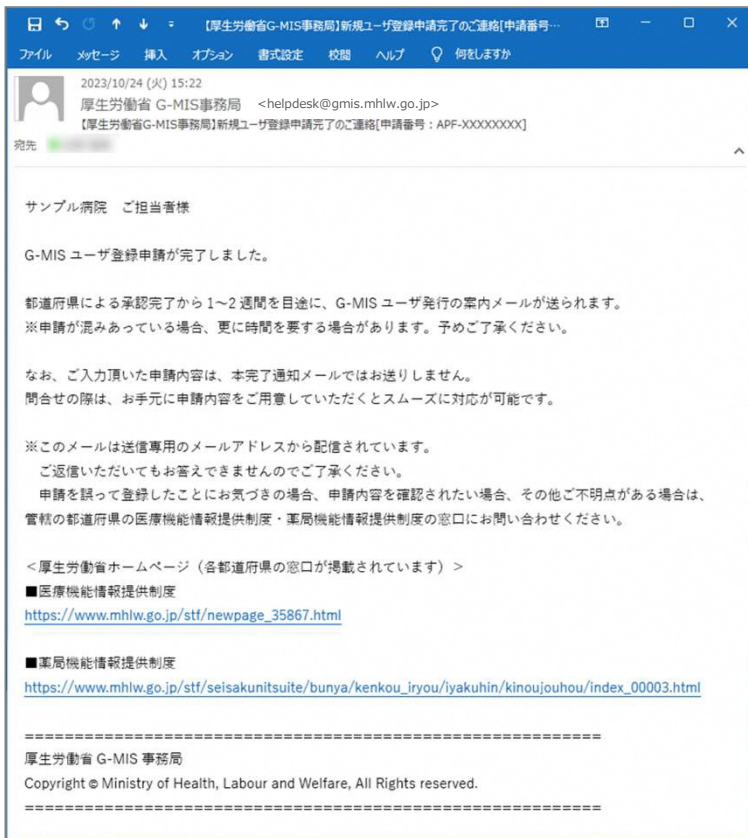 【厚生労働省G-MIS事務局】新規ユーザ登録申請完了のご連絡[申請番号…
ファイル メッセージ 挿入 オプション 書式設定 校閲 ヘルプ 何をしますか
2023/10/24 (火) 15:22
厚生労働省 G-MIS事務局 <helpdesk@gmis.mhlw.go.jp>
【厚生労働省G-MIS事務局】新規ユーザ登録申請完了のご連絡[申請番号：APF-XXXXXXXX]
宛先
サンプル病院 ご担当者様
G-MIS ユーザ登録申請が完了しました。
都道府県による承認完了から 1～2 週間を目途に、G-MIS ユーザ発行の案内メールが送られます。
※申請が混みあっている場合、更に時間を要する場合があります。予めご了承ください。
なお、ご入力頂いた申請内容は、本完了通知メールではお送りしません。
問合せの際は、お手元に申請内容をご用意していただくとスムーズに対応が可能です。
※このメールは送信専用のメールアドレスから配信されています。
ご返信いただいてもお答えできませんのでご了承ください。
申請を誤って登録したことにお気づきの場合、申請内容を確認されたい場合、その他ご不明点がある場合は、
管轄の都道府県の医療機能情報提供制度・薬局機能情報提供制度の窓口にお問い合わせください。
＜厚生労働省ホームページ（各都道府県の窓口が掲載されています）＞
■医療機能情報提供制度
https://www.mhlw.go.jp/stf/newpage_35867.html
■薬局機能情報提供制度
https://www.mhlw.go.jp/stf/seisakunitsuite/bunya/kenkou_iryou/iyakuhin/kinoujouhou/index_00003.html
============================================================
厚生労働省 G-MIS 事務局
Copyright © Ministry of Health, Labour and Welfare, All Rights reserved.
============================================================